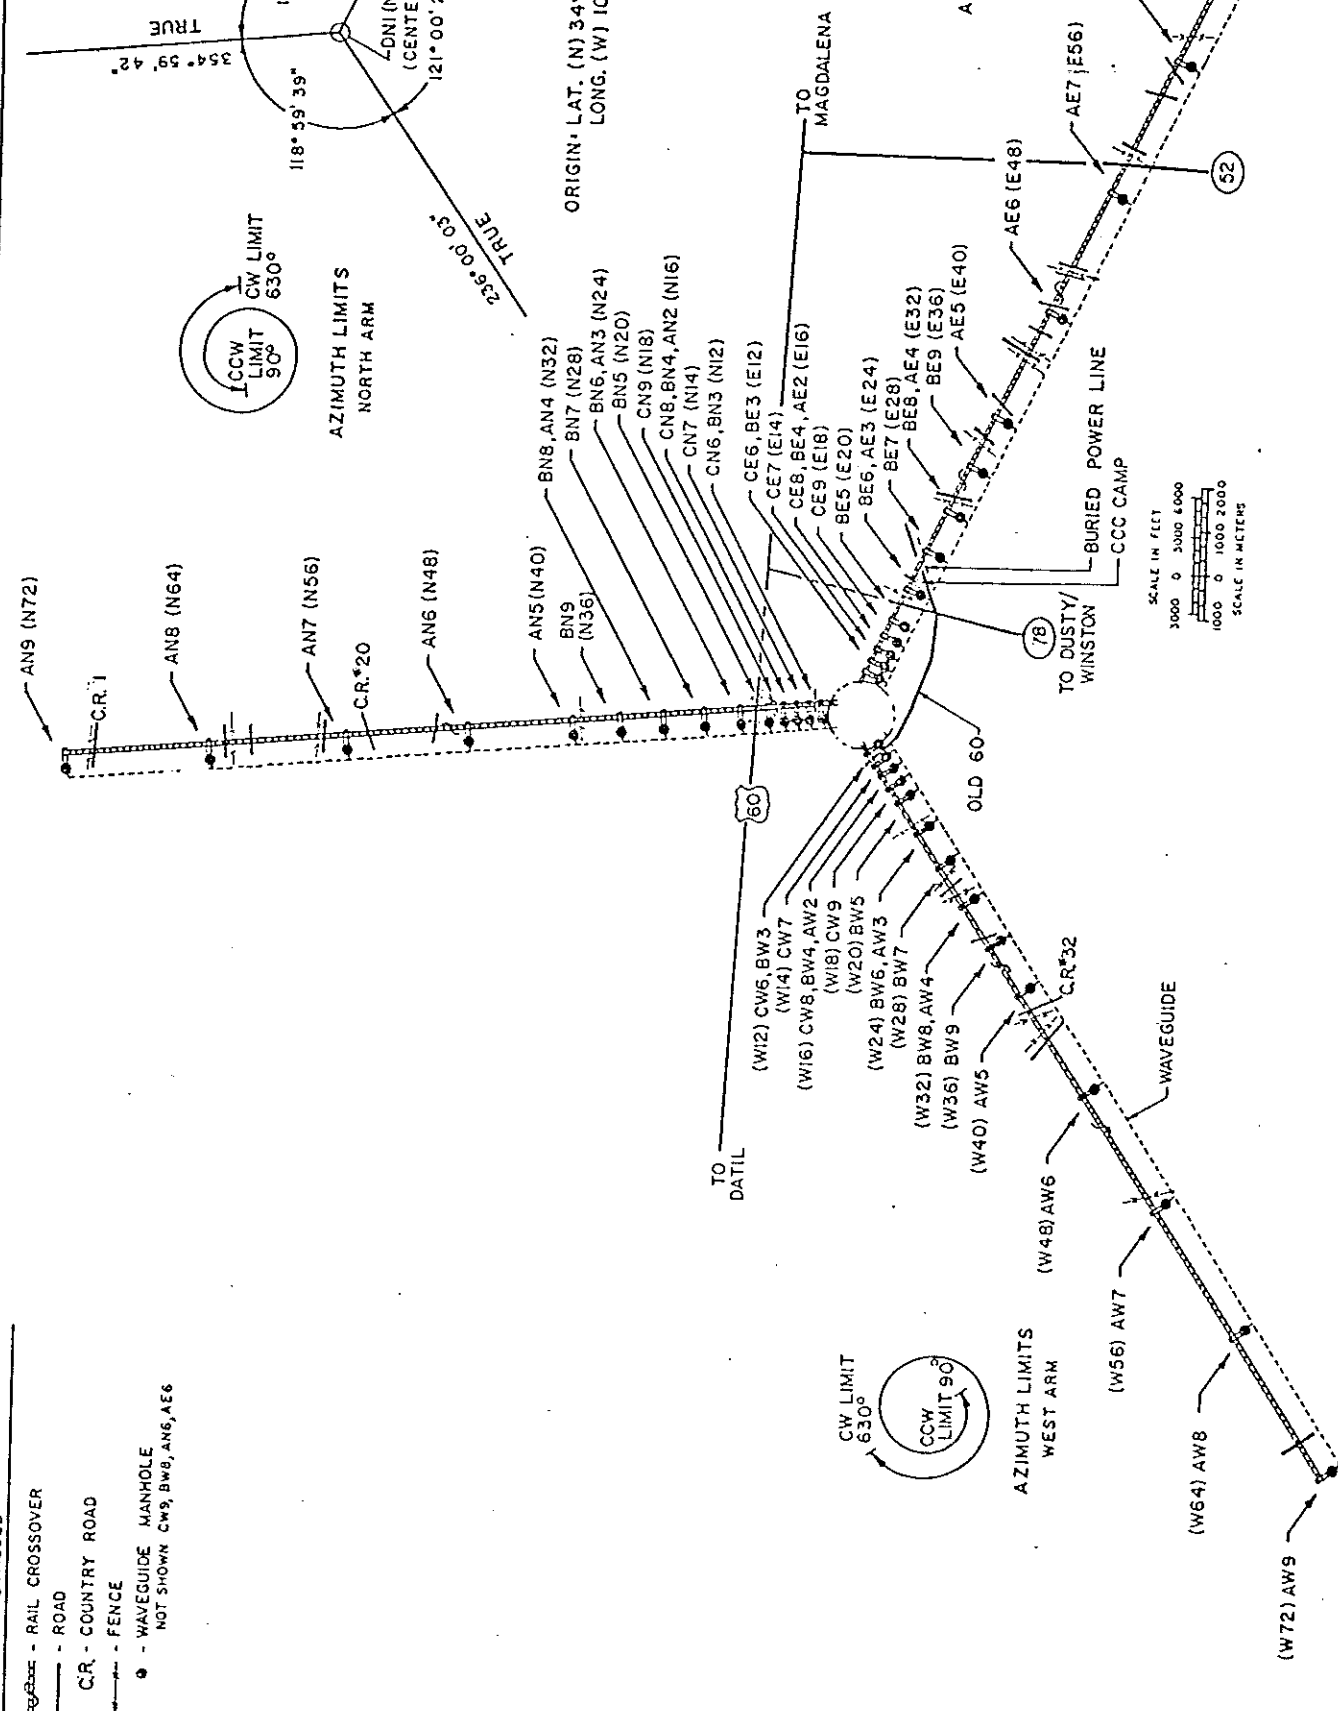 TRUE
354° 59' 42"
118° 59' 39"
(CENTE
121° 00'
236° 00' 03"
TRUE
ORIGIN: LAT. (N) 34°
LONG. (W) 10
CCW
LIMIT
90°
CW LIMIT
630°
AZIMUTH LIMITS
NORTH ARM
TO
MAGDALENA
A
AN9 (N72)
C.R. 1
AN8 (N64)
AN7 (N56)
C.R.#20
AN6 (N48)
AN5 (N40)
BN9
(N36)
BN8, AN4 (N32)
BN7 (N28)
BN6, AN3 (N24)
BN5 (N20)
CN9 (N18)
CN8, BN4, AN2 (N16)
CN7 (N14)
CN6, BN3 (N12)
CE6, BE3 (E12)
CE7 (E14)
CE8, BE4, AE2 (E16)
CE9 (E18)
BE5 (E20)
BE6, AE3 (E24)
BE7 (E28)
BE8, AE4 (E32)
BE9 (E36)
AE5 (E40)
AE6 (E48)
AE7 (E56)
52
BURIED POWER LINE
CCC CAMP
78
TO DUSTY/
WINSTON
60
OLD 60
TO
DATIL
SCALE IN FEET
3000 0 3000 6000
1000 0 1000 2000
SCALE IN METERS
(W12) CW6, BW3
(W14) CW7
(W16) CW8, BW4, AW2
(W18) CW9
(W20) BW5
(W24) BW6, AW3
(W28) BW7
(W32) BW8, AW4
(W36) BW9
(W40) AW5
C.R.#32
(W48) AW6
WAVEGUIDE
(W56) AW7
(W64) AW8
(W72) AW9
CW LIMIT
630°
CCW
LIMIT 90°
AZIMUTH LIMITS
WEST ARM
- RAIL CROSSOVER
- ROAD
C.R. - COUNTRY ROAD
- FENCE
- WAVEGUIDE MANHOLE
NOT SHOWN CW9, BW8, AN6, AE6